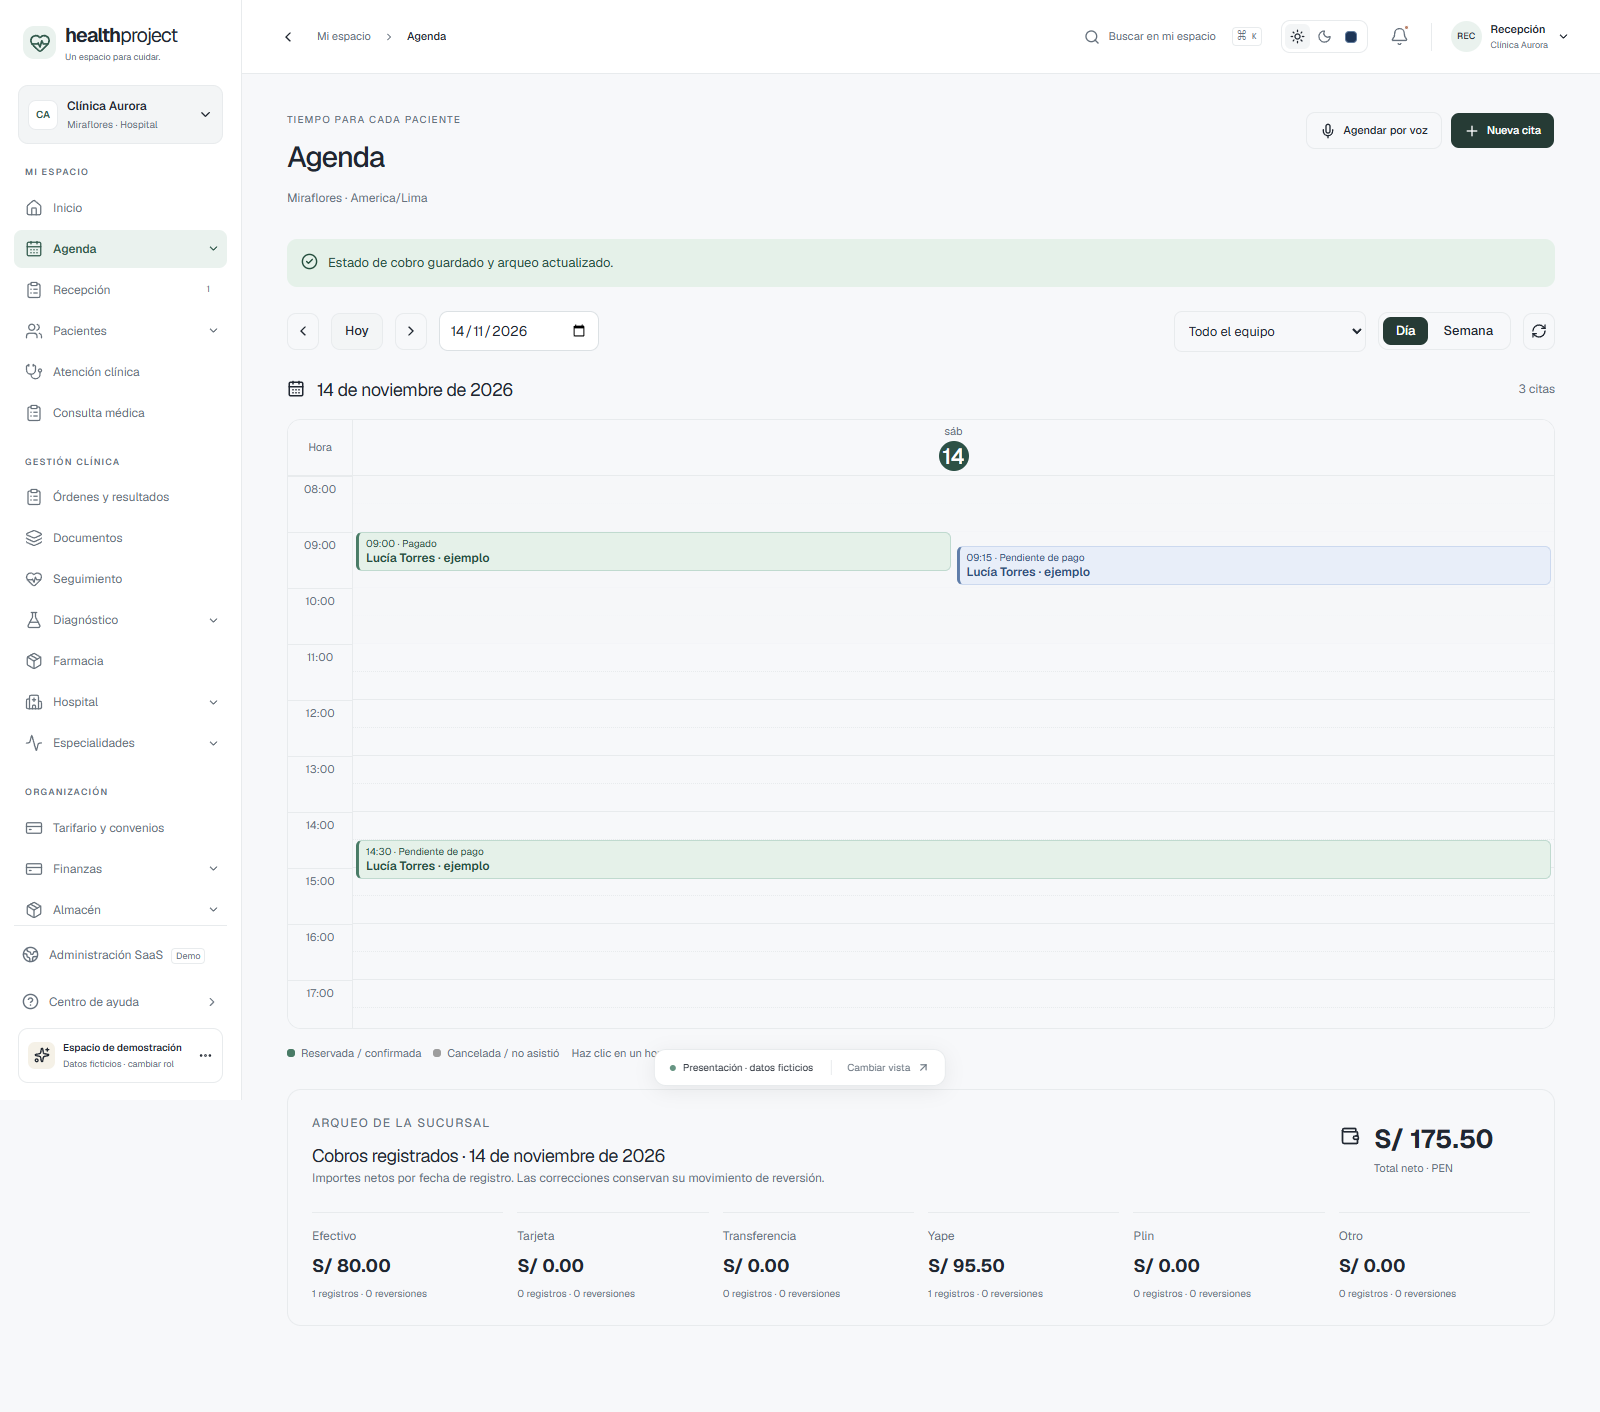 healthproject
Un espacio para cuidar.
CA
Clínica Aurora
Miraflores · Hospital
MI ESPACIO
Inicio
Agenda
Recepción 1
Pacientes
Atención clínica
Consulta médica
GESTIÓN CLÍNICA
Órdenes y resultados
Documentos
Seguimiento
Diagnóstico
Farmacia
Hospital
Especialidades
ORGANIZACIÓN
Tarifario y convenios
Finanzas
Almacén
Administración SaaS Demo
Centro de ayuda
Espacio de demostración
Datos ficticios · cambiar rol
Mi espacio > Agenda
Buscar en mi espacio ⌘ K
REC
Recepción
Clínica Aurora
TIEMPO PARA CADA PACIENTE
Agenda
Miraflores · America/Lima
Agendar por voz
+ Nueva cita
Estado de cobro guardado y arqueo actualizado.
Hoy
14/11/2026
Todo el equipo
Día Semana
14 de noviembre de 2026
3 citas
Hora
sáb
14
08:00
09:00
09:00 · Pagado
Lucía Torres · ejemplo
09:15 · Pendiente de pago
Lucía Torres · ejemplo
10:00
11:00
12:00
13:00
14:00
14:30 · Pendiente de pago
Lucía Torres · ejemplo
15:00
16:00
17:00
Reservada / confirmada Cancelada / no asistió Haz clic en un
Presentación · datos ficticios Cambiar vista
ARQUEO DE LA SUCURSAL
Cobros registrados · 14 de noviembre de 2026
Importes netos por fecha de registro. Las correcciones conservan su movimiento de reversión.
S/ 175.50
Total neto · PEN
Efectivo
S/ 80.00
1 registros · 0 reversiones
Tarjeta
S/ 0.00
0 registros · 0 reversiones
Transferencia
S/ 0.00
0 registros · 0 reversiones
Yape
S/ 95.50
1 registros · 0 reversiones
Plin
S/ 0.00
0 registros · 0 reversiones
Otro
S/ 0.00
0 registros · 0 reversiones